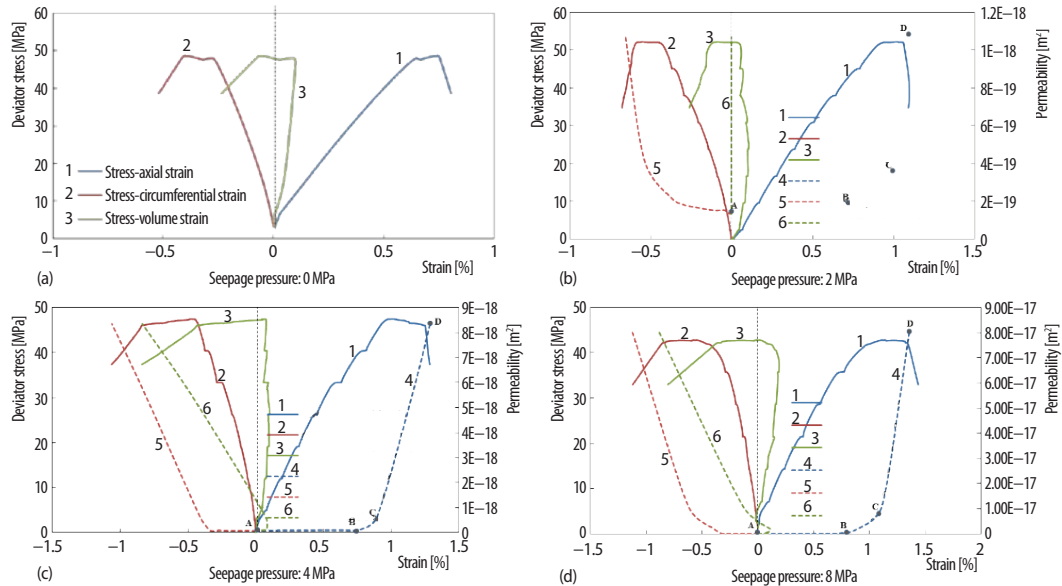 Deviator stress [MPa]
60
50
40
30
20
10
0
−1
−0.5
0
0.5
1
2
3
1
3
1 Stress-axial strain
2 Stress-circumferential strain
3 Stress-volume strain
Strain [%]
(a)
Seepage pressure: 0 MPa
Deviator stress [MPa]
60
50
40
30
20
10
0
−1
−0.5
0
0.5
1
1.5
1.2E−18
1E−18
8E−19
6E−19
4E−19
2E−19
0
Permeability [m²]
2
3
1
6
5
1
2
3
4
5
6
A
B
C
D
Strain [%]
(b)
Seepage pressure: 2 MPa
Deviator stress [MPa]
50
40
30
20
10
0
−1.5
−1
−0.5
0
0.5
1
1.5
9E−18
8E−18
7E−18
6E−18
5E−18
4E−18
3E−18
2E−18
1E−18
0
Permeability [m²]
3
1
2
4
6
5
1
2
3
4
5
6
A
B
C
D
Strain [%]
(c)
Seepage pressure: 4 MPa
Deviator stress [MPa]
50
40
30
20
10
0
−1.5
−1
−0.5
0
0.5
1
1.5
2
9.00E−17
8.00E−17
7.00E−17
6.00E−17
5.00E−17
4.00E−17
3.00E−17
2.00E−17
1.00E−17
0
Permeability [m²]
2
3
1
4
6
5
1
2
3
4
5
6
A
B
C
D
Strain [%]
(d)
Seepage pressure: 8 MPa